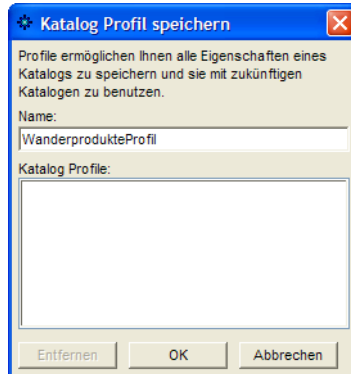 Katalog Profil speichern
Profile ermöglichen Ihnen alle Eigenschaften eines
Katalogs zu speichern und sie mit zukünftigen
Katalogen zu benutzen.
Name:
WanderprodukteProfil
Katalog Profile:
Entfernen OK Abbrechen